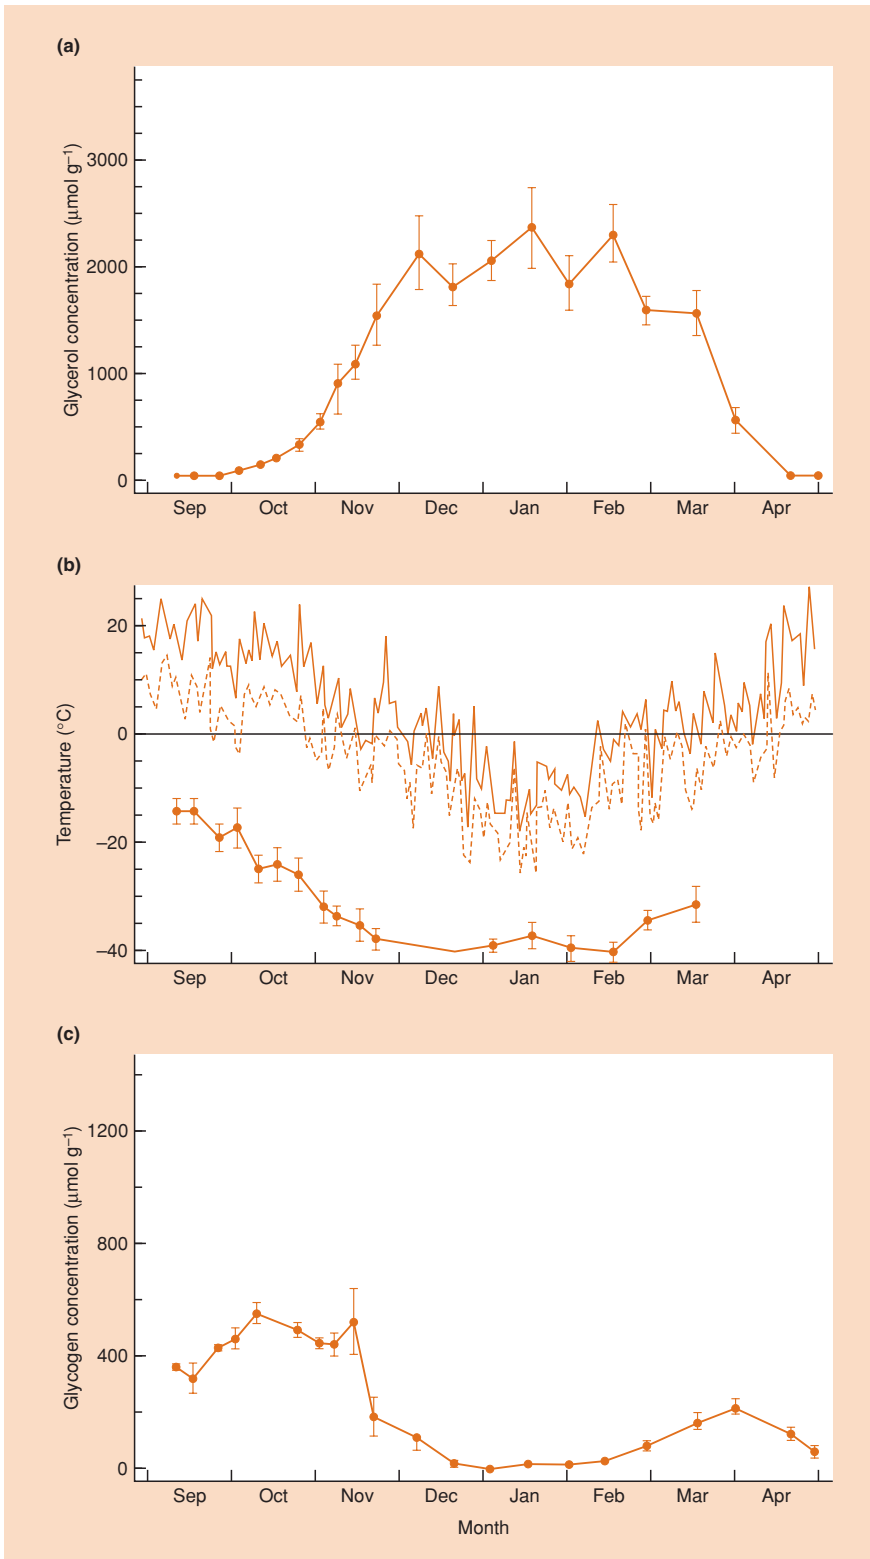 (a)
Glycerol concentration (μmol g⁻¹)
3000
2000
1000
0
Sep Oct Nov Dec Jan Feb Mar Apr
(b)
Temperature (°C)
20
0
–20
–40
Sep Oct Nov Dec Jan Feb Mar Apr
(c)
Glycogen concentration (μmol g⁻¹)
1200
800
400
0
Sep Oct Nov Dec Jan Feb Mar Apr
Month